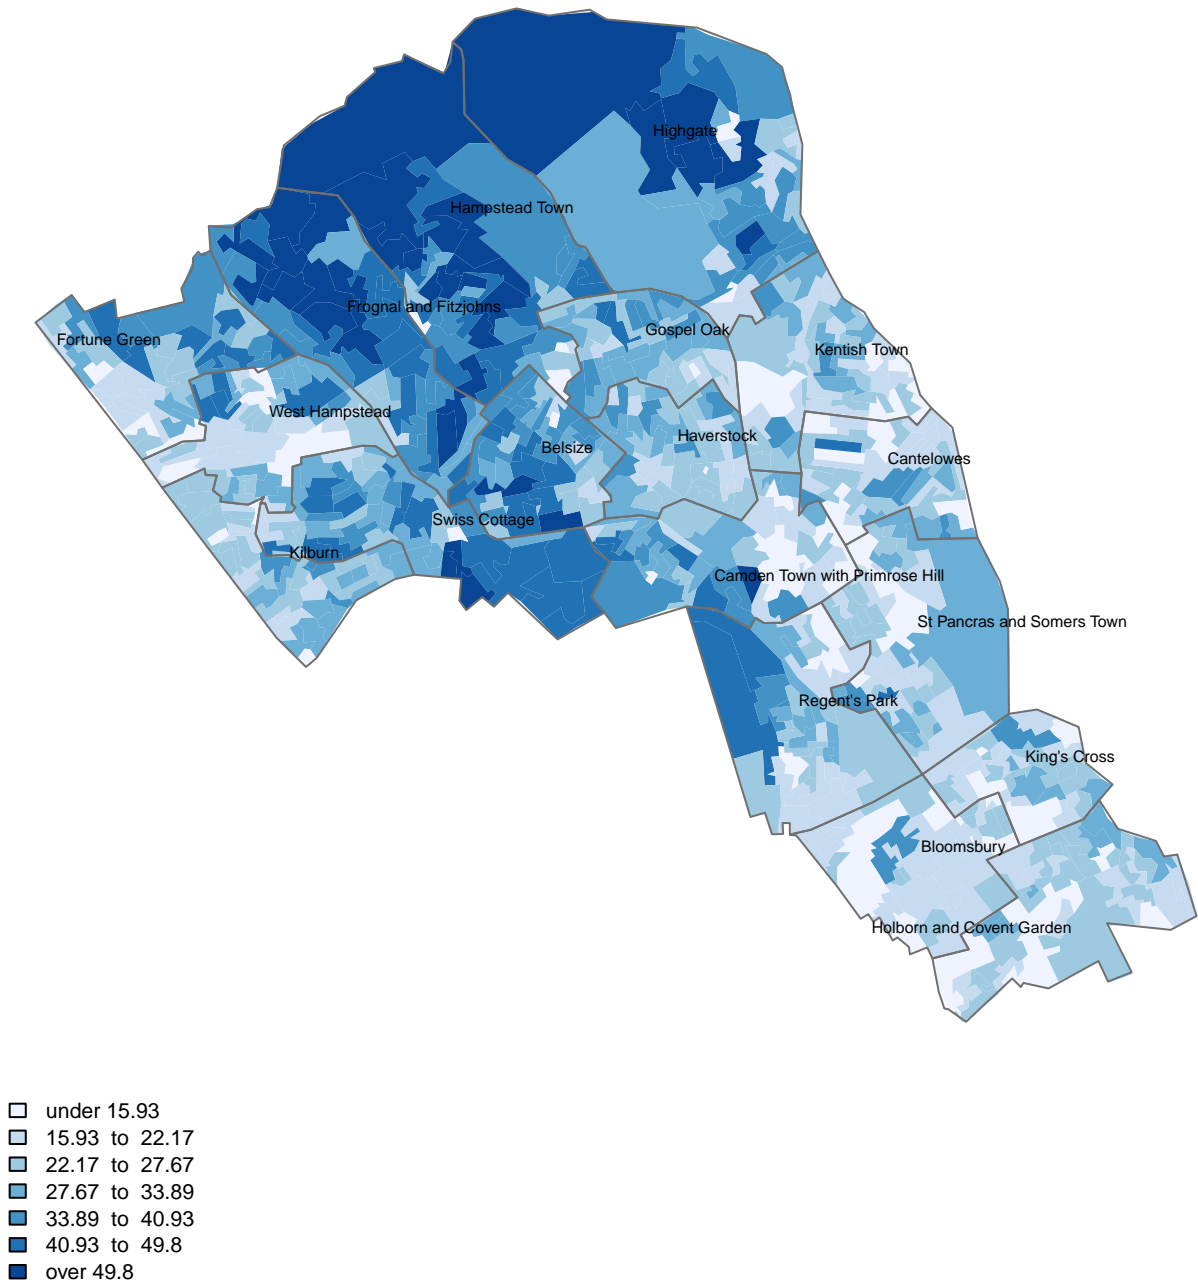 Highgate
Hampstead Town
Frognal and Fitzjohns
Fortune Green
Gospel Oak
Kentish Town
West Hampstead
Haverstock
Belsize
Cantelowes
Swiss Cottage
Kilburn
Camden Town with Primrose Hill
St Pancras and Somers Town
Regent's Park
King's Cross
Bloomsbury
Holborn and Covent Garden
under 15.93
15.93 to 22.17
22.17 to 27.67
27.67 to 33.89
33.89 to 40.93
40.93 to 49.8
over 49.8